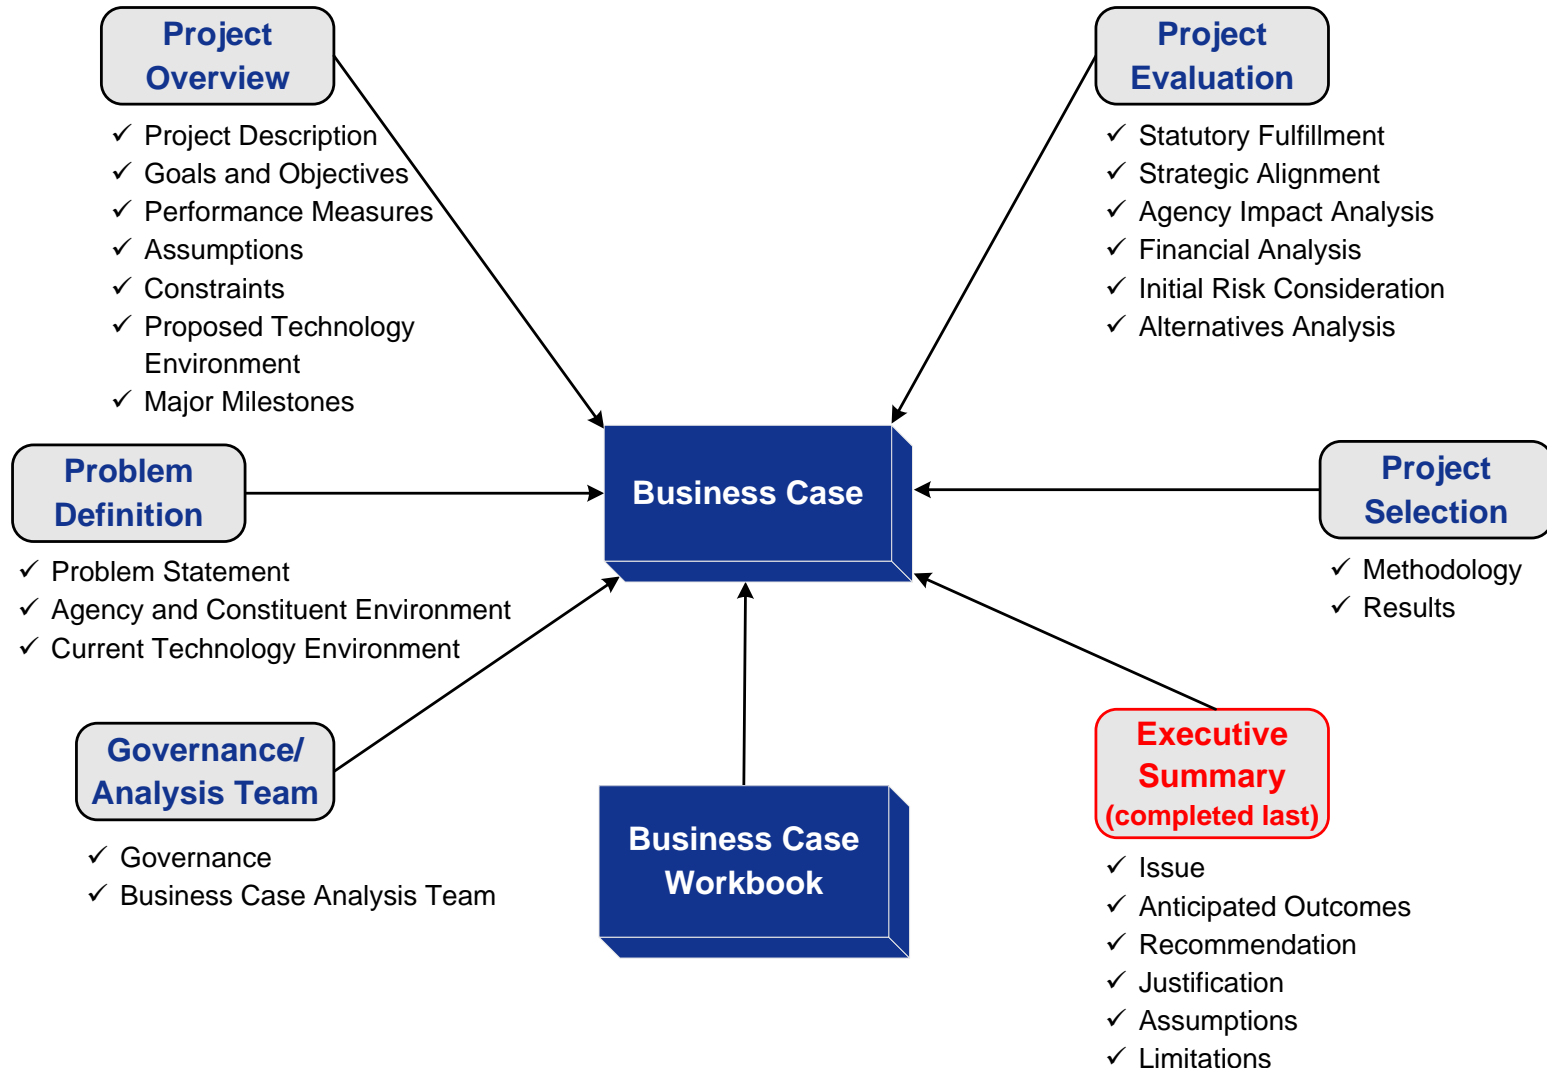 Project
Overview
✓ Project Description
✓ Goals and Objectives
✓ Performance Measures
✓ Assumptions
✓ Constraints
✓ Proposed Technology
Environment
✓ Major Milestones
Project
Evaluation
✓ Statutory Fulfillment
✓ Strategic Alignment
✓ Agency Impact Analysis
✓ Financial Analysis
✓ Initial Risk Consideration
✓ Alternatives Analysis
Problem
Definition
✓ Problem Statement
✓ Agency and Constituent Environment
✓ Current Technology Environment
Business Case
Project
Selection
✓ Methodology
✓ Results
Governance/
Analysis Team
✓ Governance
✓ Business Case Analysis Team
Business Case
Workbook
Executive
Summary
(completed last)
✓ Issue
✓ Anticipated Outcomes
✓ Recommendation
✓ Justification
✓ Assumptions
✓ Limitations